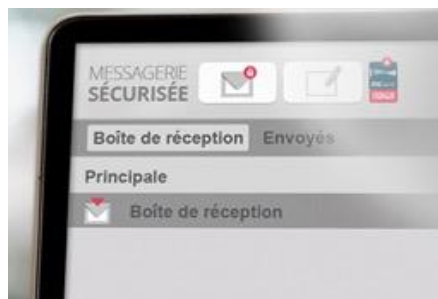 MESSAGERIE
SÉCURISÉE
Boîte de réception Envoyés
Principale
Boîte de réception